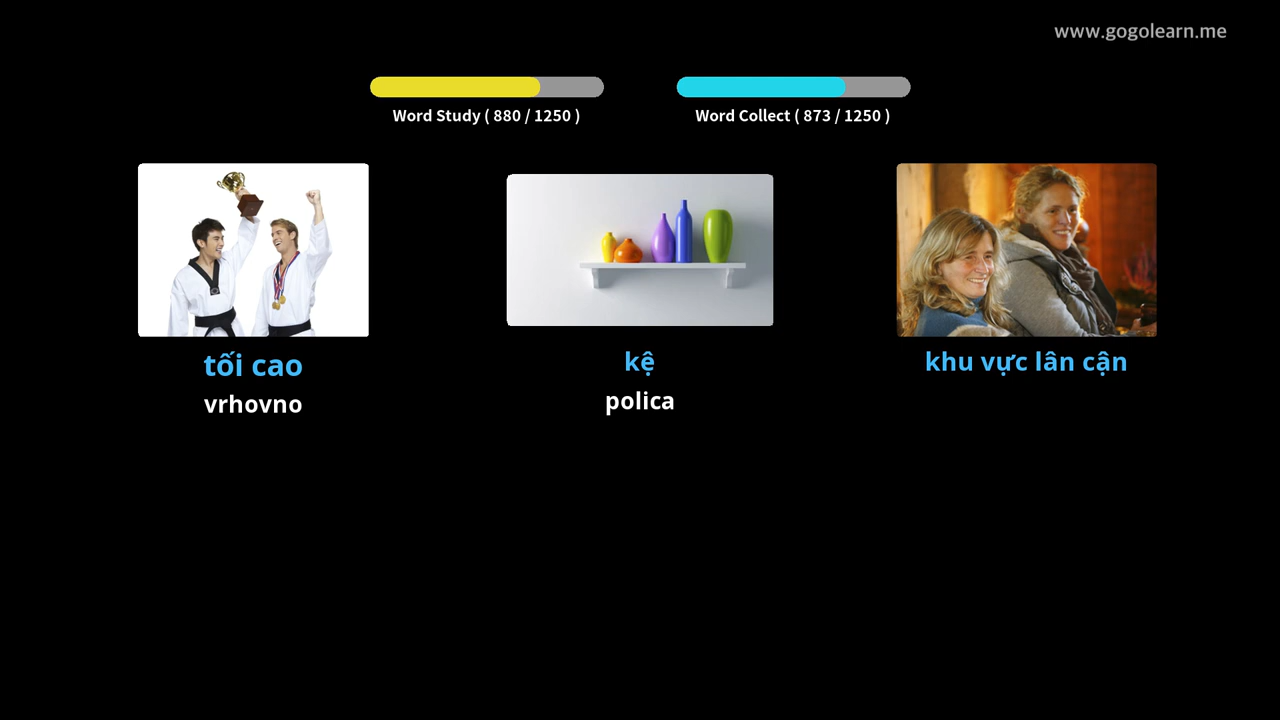 www.gogolearn.me
Word Study ( 880 / 1250 )
Word Collect ( 873 / 1250 )
tối cao
vrhovno
kệ
polica
khu vực lân cận